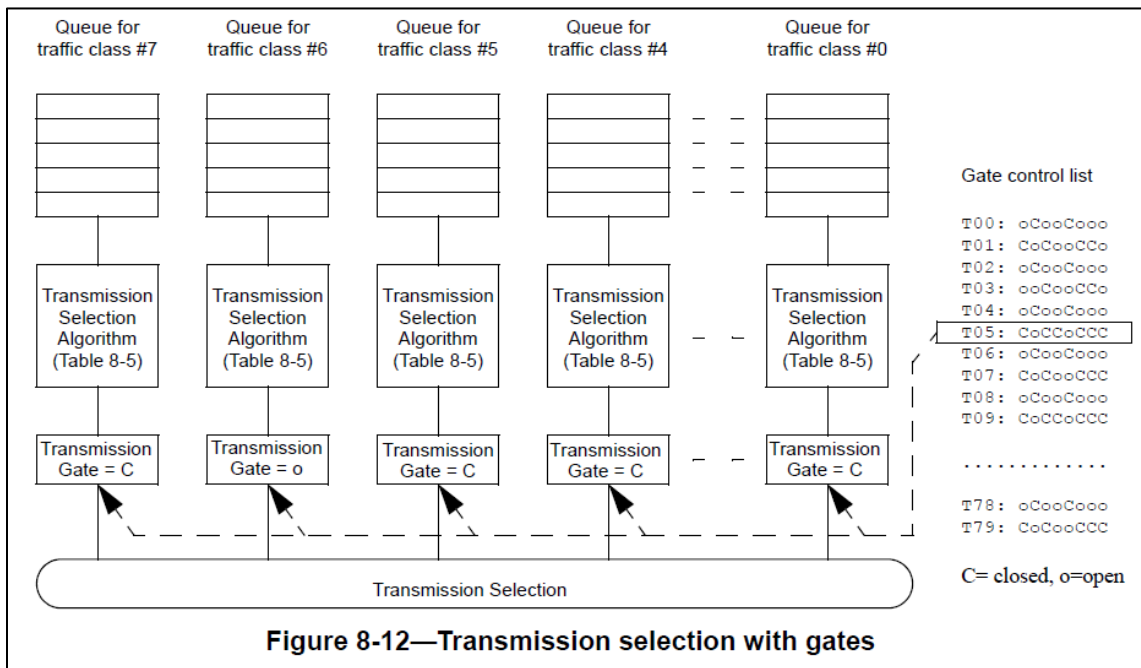 Queue for traffic class #7
Queue for traffic class #6
Queue for traffic class #5
Queue for traffic class #4
Queue for traffic class #0
Transmission
Selection
Algorithm
(Table 8-5)
Transmission
Selection
Algorithm
(Table 8-5)
Transmission
Selection
Algorithm
(Table 8-5)
Transmission
Selection
Algorithm
(Table 8-5)
Transmission
Selection
Algorithm
(Table 8-5)
Transmission
Gate = C
Transmission
Gate = o
Transmission
Gate = C
Transmission
Gate = C
Transmission
Gate = C
Transmission Selection
Gate control list
T00: oCooCooo
T01: CoCooCCo
T02: oCooCooo
T03: ooCooCCo
T04: oCooCooo
T05: CoCCoCCC
T06: oCooCooo
T07: CoCooCCC
T08: oCooCooo
T09: CoCCoCCC
. . . . . . . . . . . . .
T78: oCooCooo
T79: CoCooCCC
C= closed, o=open
Figure 8-12—Transmission selection with gates